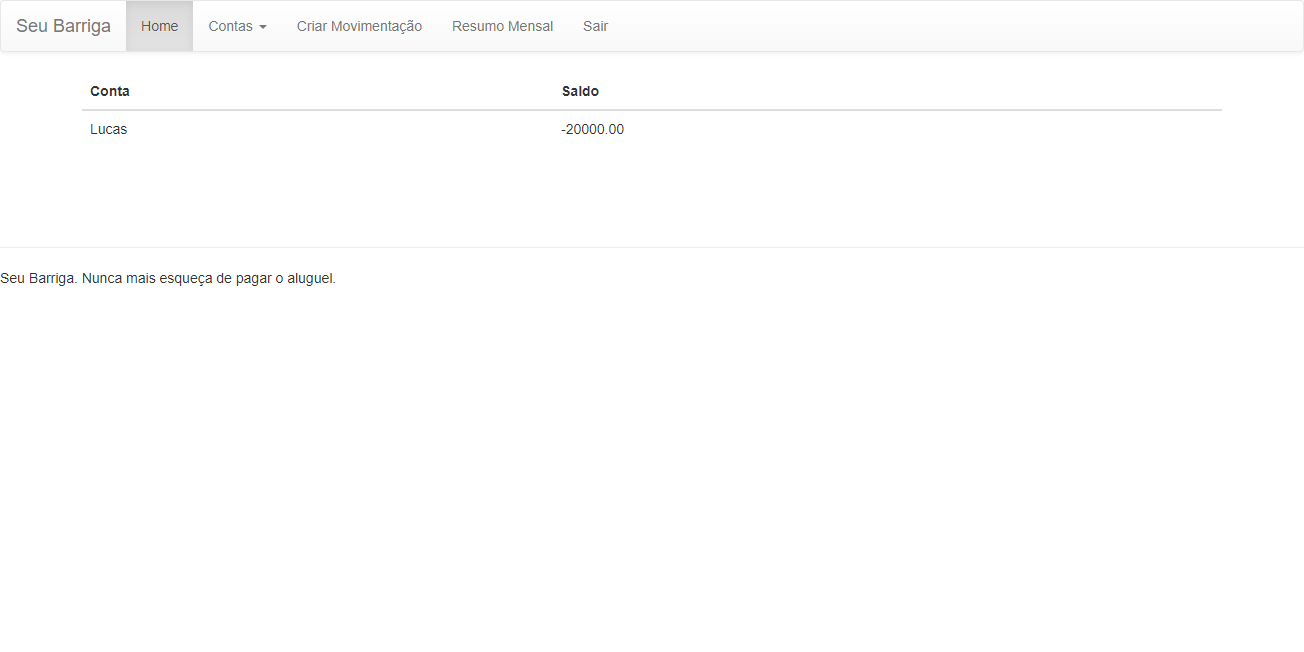 Seu Barriga Home Contas Criar Movimentação Resumo Mensal Sair
Conta Saldo
Lucas -20000.00
Seu Barriga. Nunca mais esqueça de pagar o aluguel.